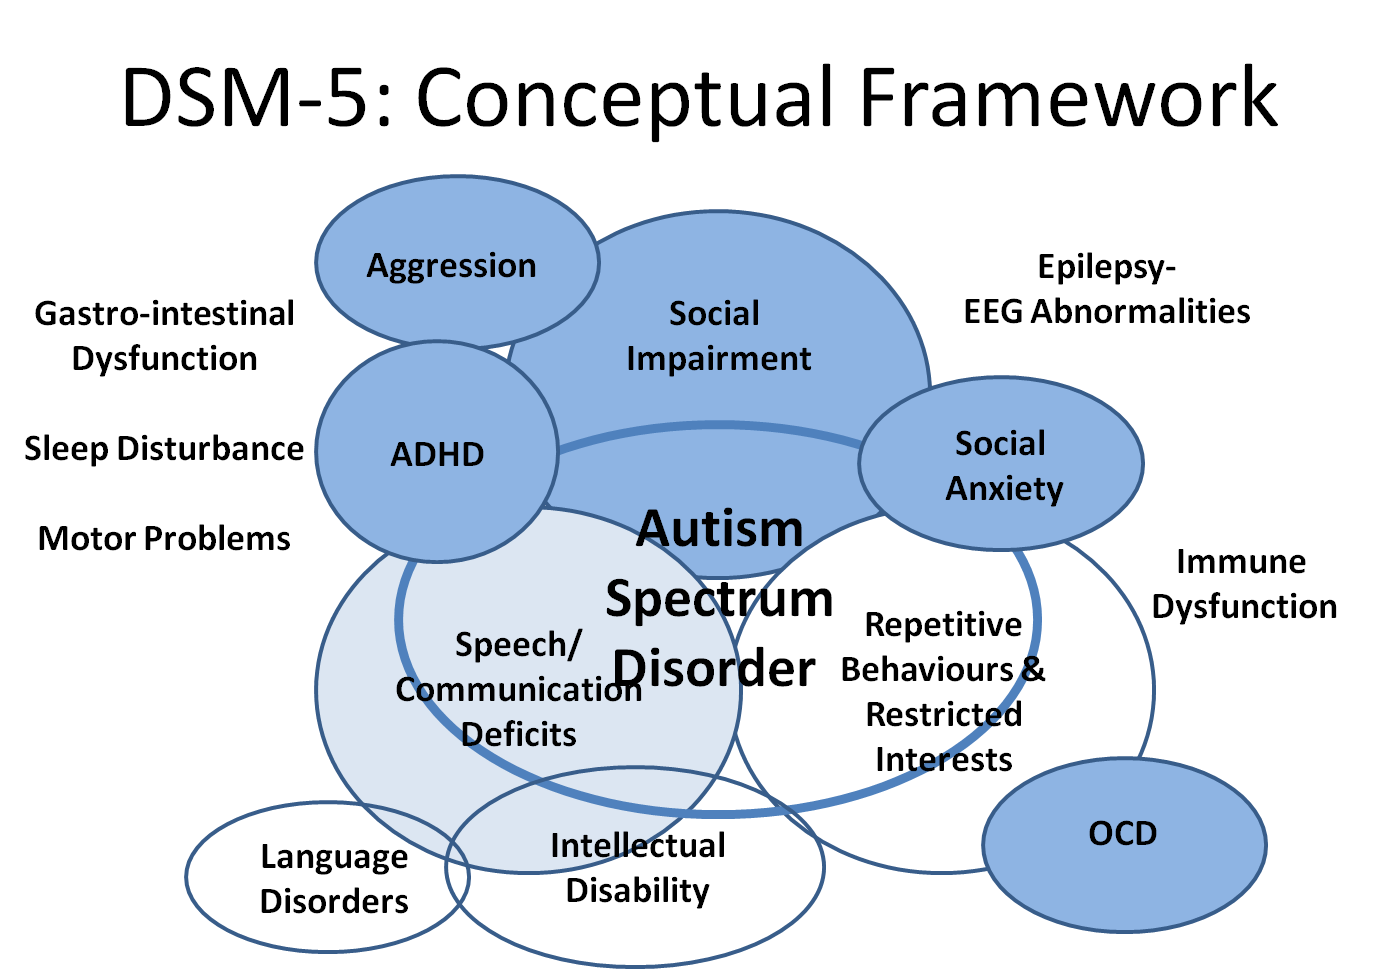 DSM-5: Conceptual Framework
Aggression
Social
Impairment
Epilepsy-
EEG Abnormalities
Gastro-intestinal
Dysfunction
Sleep Disturbance
Motor Problems
ADHD
Social
Anxiety
Autism
Spectrum
Disorder
Immune
Dysfunction
Speech/
Communication
Deficits
Repetitive
Behaviours &
Restricted
Interests
Language
Disorders
Intellectual
Disability
OCD